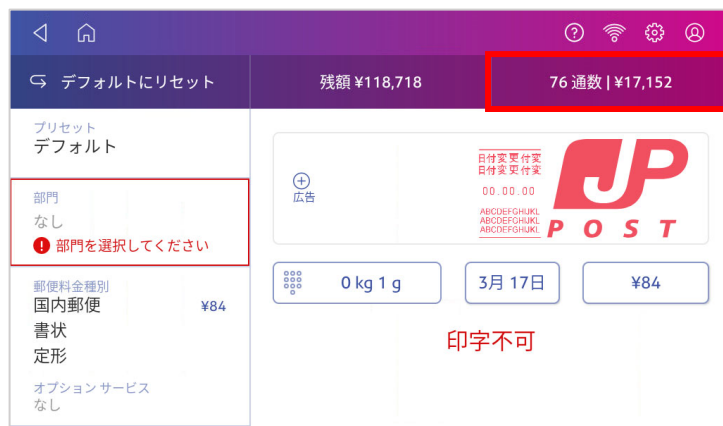 デフォルトにリセット
残額 ¥118,718
76 通数 | ¥17,152
プリセット
デフォルト
部門
なし
部門を選択してください
郵便料金種別
国内郵便 ¥84
書状
定形
オプション サービス
なし
広告
日付変更付変
日付変更付変
00.00.00
ABCDEFGHIJKL
ABCDEFGHIJKL
ABCDEFGHIJKL
JP
POST
0 kg 1 g
3月 17日
¥84
印字不可